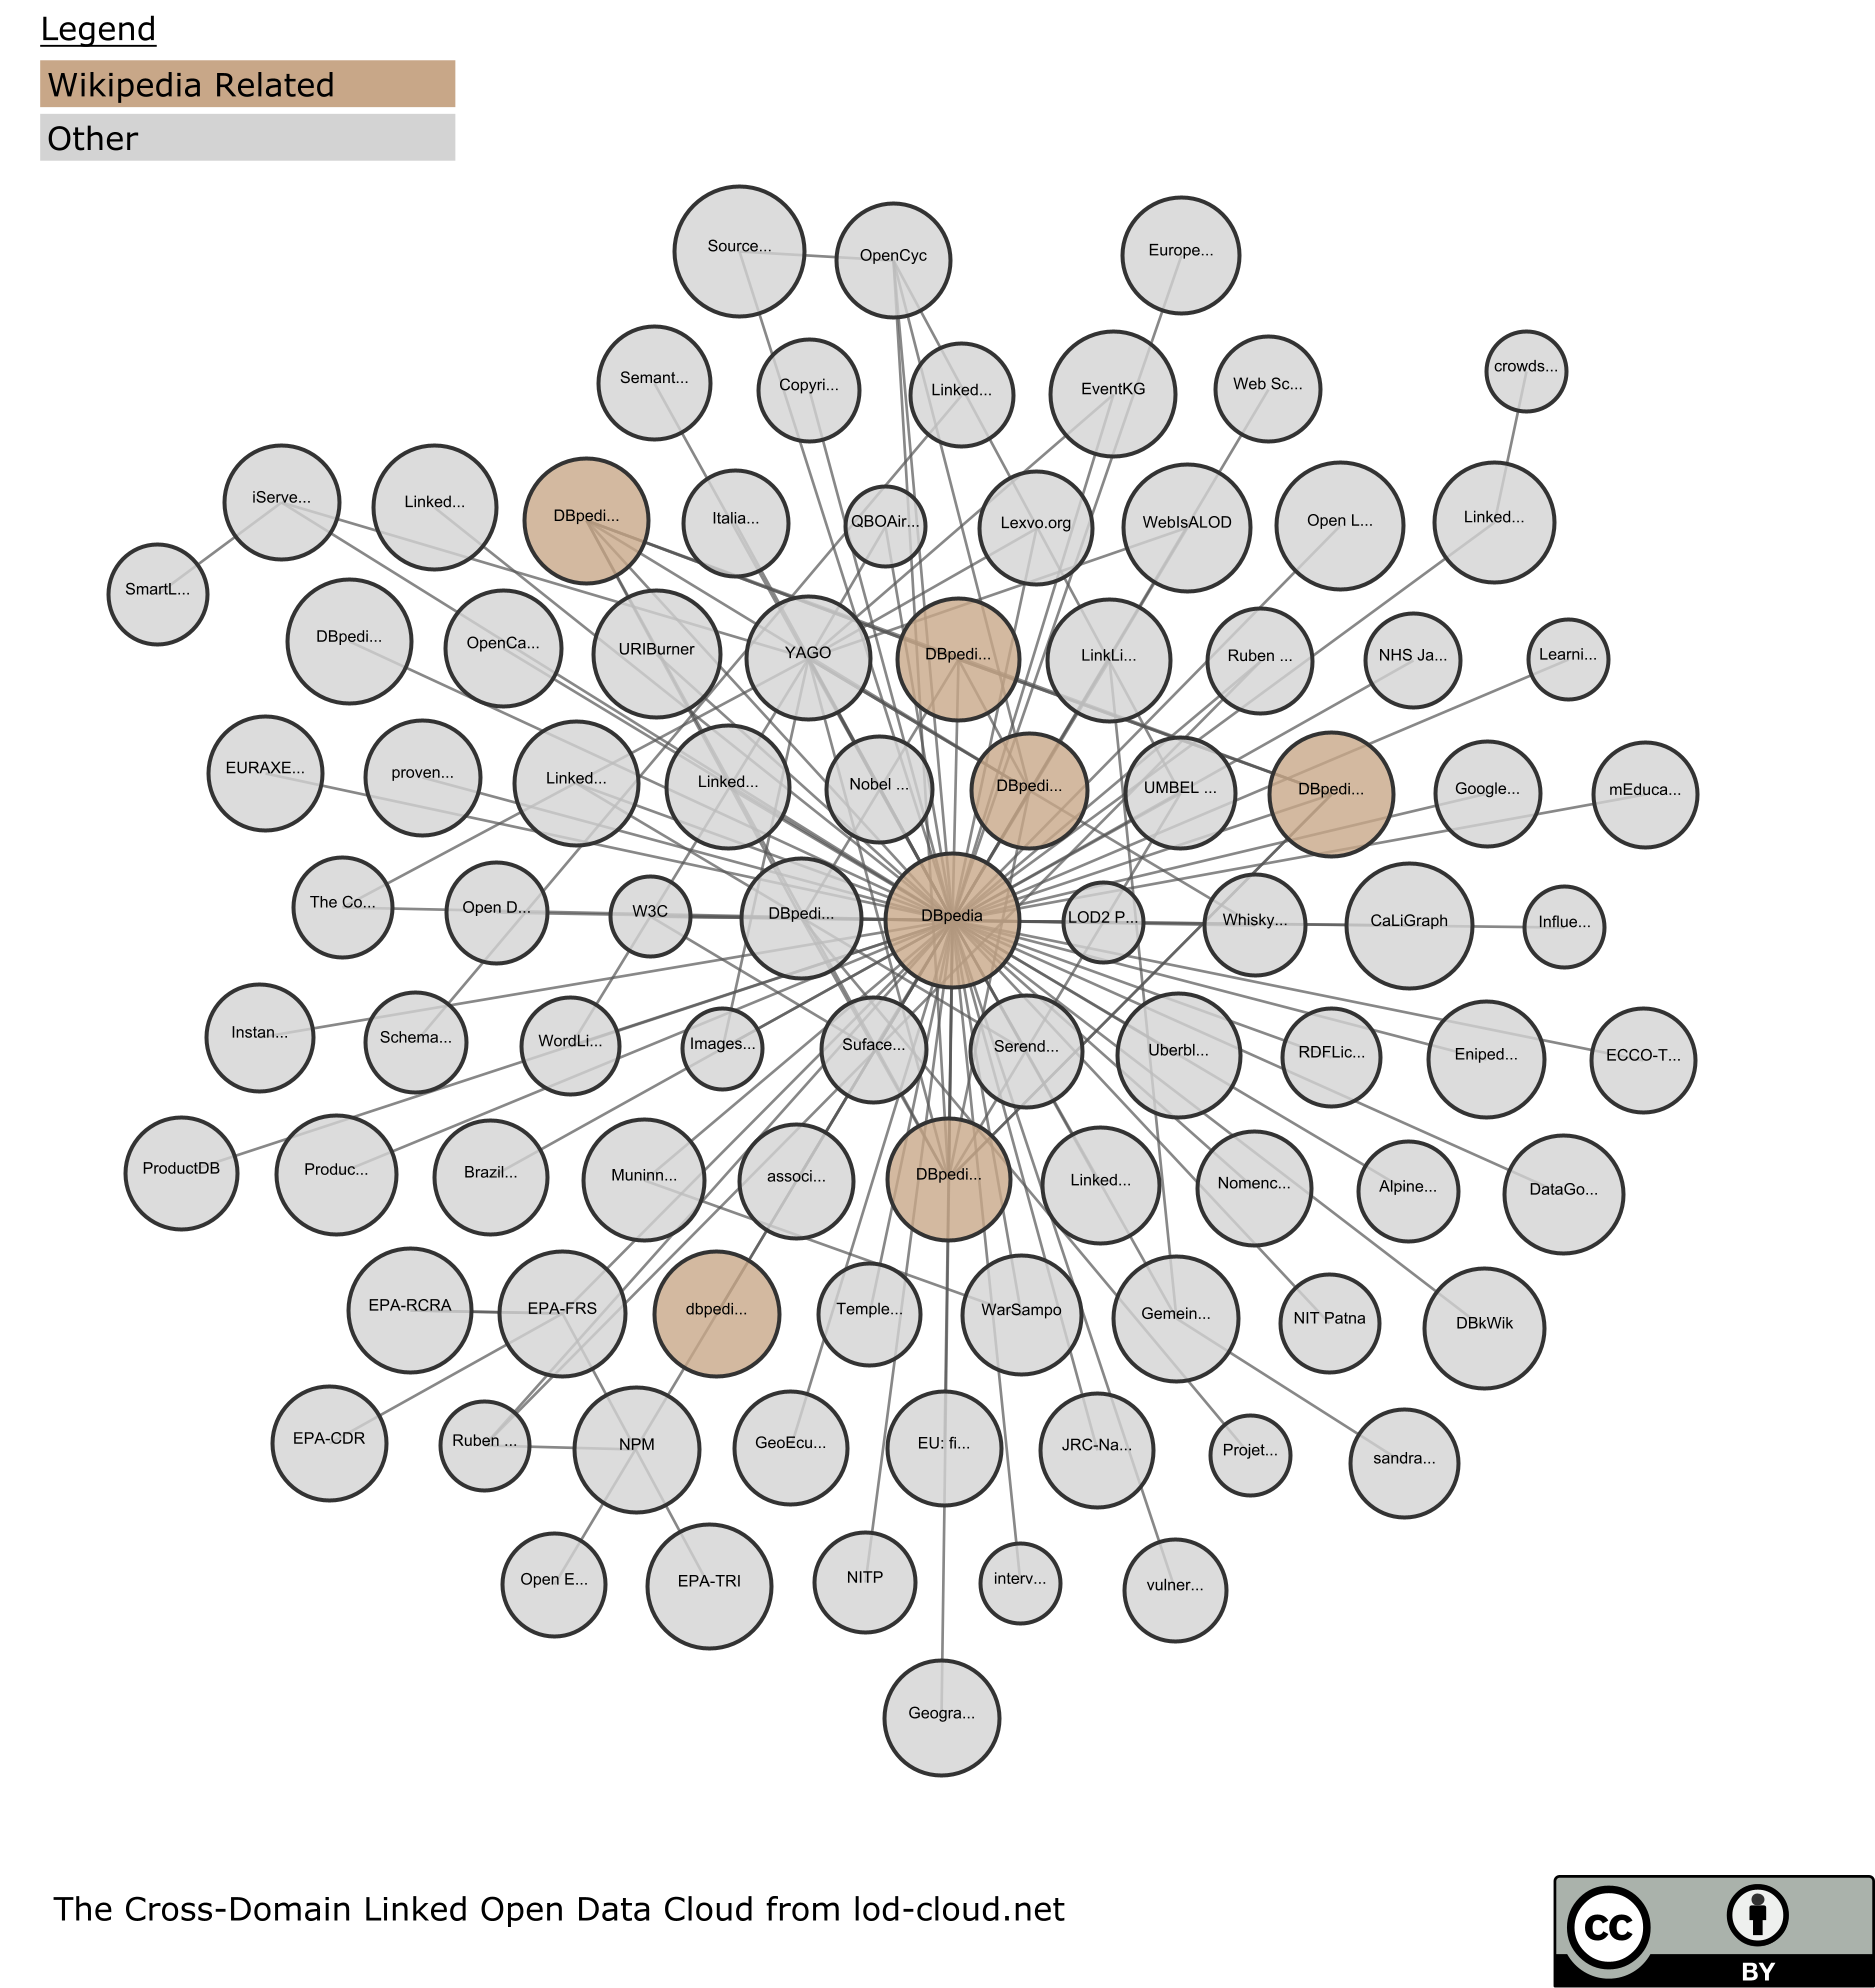 Legend
Wikipedia Related
Other
Source...
OpenCyc
Europe...
Semant...
Copyri...
Linked...
EventKG
Web Sc...
crowds...
iServe...
Linked...
DBpedi...
Italia...
QBOAir...
Lexvo.org
WebIsALOD
Open L...
Linked...
SmartL...
DBpedi...
OpenCa...
URIBurner
YAGO
DBpedi...
LinkLi...
Ruben ...
NHS Ja...
Learni...
EURAXE...
proven...
Linked...
Linked...
Nobel ...
DBpedi...
UMBEL ...
DBpedi...
Google...
mEduca...
The Co...
Open D...
W3C
DBpedi...
DBpedia
LOD2 P...
Whisky...
CaLiGraph
Influe...
Instan...
Schema...
WordLi...
Images...
Suface...
Serend...
Uberbl...
RDFLic...
Eniped...
ECCO-T...
ProductDB
Produc...
Brazil...
Muninn...
associ...
DBpedi...
Linked...
Nomenc...
Alpine...
DataGo...
EPA-RCRA
EPA-FRS
dbpedi...
Temple...
WarSampo
Gemein...
NIT Patna
DBkWik
EPA-CDR
Ruben ...
NPM
GeoEcu...
EU: fi...
JRC-Na...
Projet...
sandra...
Open E...
EPA-TRI
NITP
interv...
vulner...
Geogra...
The Cross-Domain Linked Open Data Cloud from lod-cloud.net
cc
BY